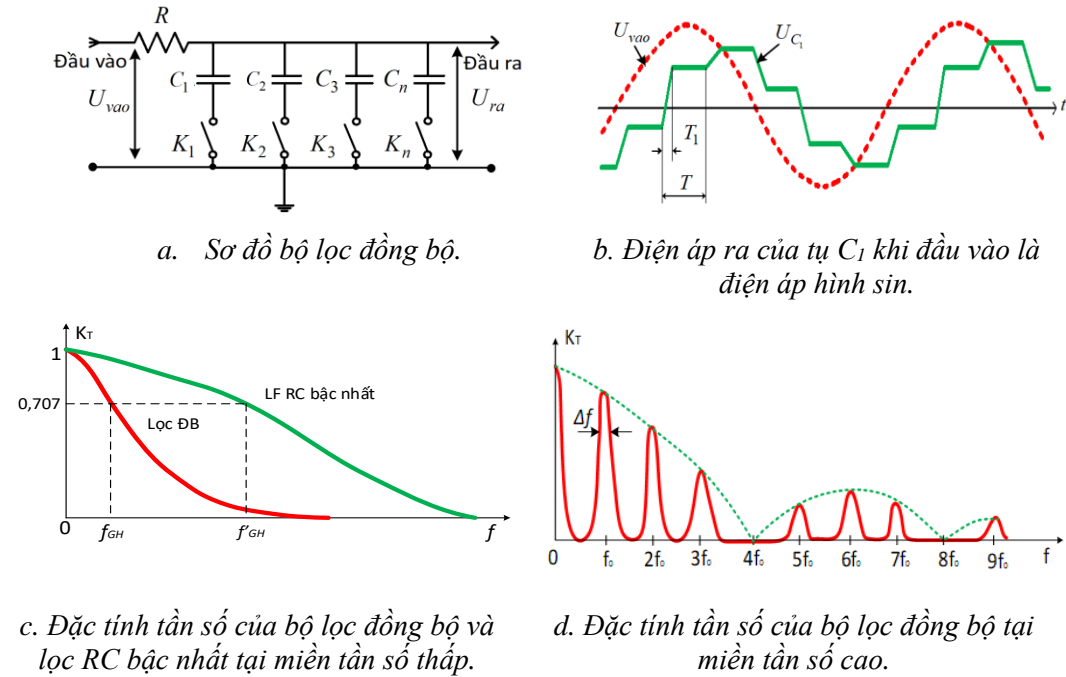 R
Đầu vào
Đầu ra
C1
C2
C3
Cn
Uvao
Ura
K1
K2
K3
Kn
a. Sơ đồ bộ lọc đồng bộ.
Uvao
UC1
t
T1
T
b. Điện áp ra của tụ C1 khi đầu vào là
điện áp hình sin.
KT
1
LF RC bậc nhất
0,707
Lọc ĐB
0
fGH
f'GH
f
c. Đặc tính tần số của bộ lọc đồng bộ và
lọc RC bậc nhất tại miền tần số thấp.
KT
Δf
0 f₀ 2f₀ 3f₀ 4f₀ 5f₀ 6f₀ 7f₀ 8f₀ 9f₀ f
d. Đặc tính tần số của bộ lọc đồng bộ tại
miền tần số cao.